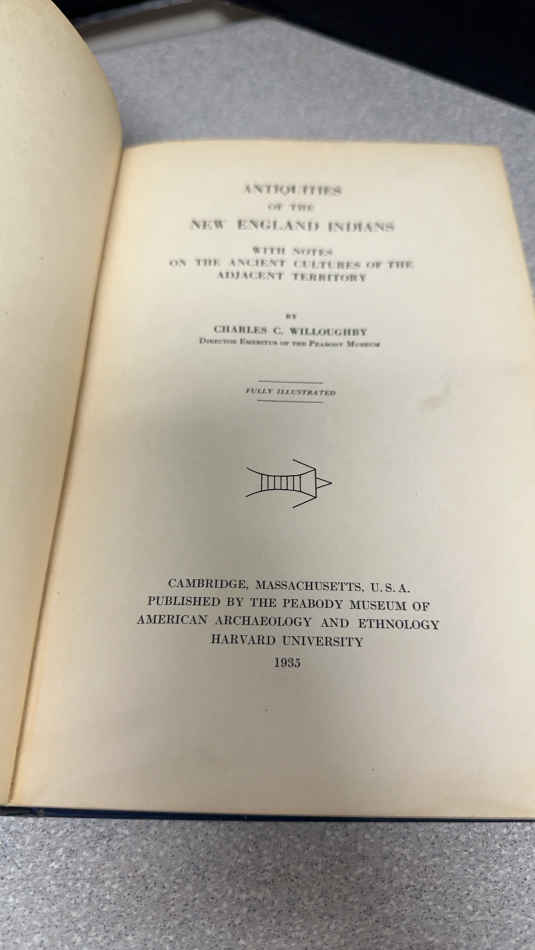 ANTIQUITIES
OF THE
NEW ENGLAND INDIANS
WITH NOTES
ON THE ANCIENT CULTURES OF THE
ADJACENT TERRITORY
BY
CHARLES C. WILLOUGHBY
DIRECTOR EMERITUS OF THE PEABODY MUSEUM
FULLY ILLUSTRATED
CAMBRIDGE, MASSACHUSETTS, U. S. A.
PUBLISHED BY THE PEABODY MUSEUM OF
AMERICAN ARCHAEOLOGY AND ETHNOLOGY
HARVARD UNIVERSITY
1935